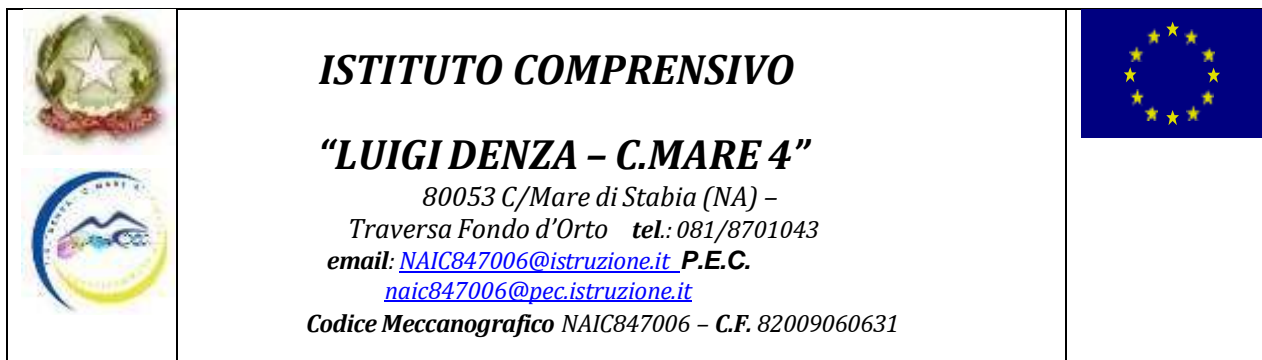 ISTITUTO COMPRENSIVO
“LUIGI DENZA – C.MARE 4”
80053 C/Mare di Stabia (NA) –
Traversa Fondo d’Orto tel.: 081/8701043
email: NAIC847006@istruzione.it P.E.C.
naic847006@pec.istruzione.it
Codice Meccanografico NAIC847006 – C.F. 82009060631